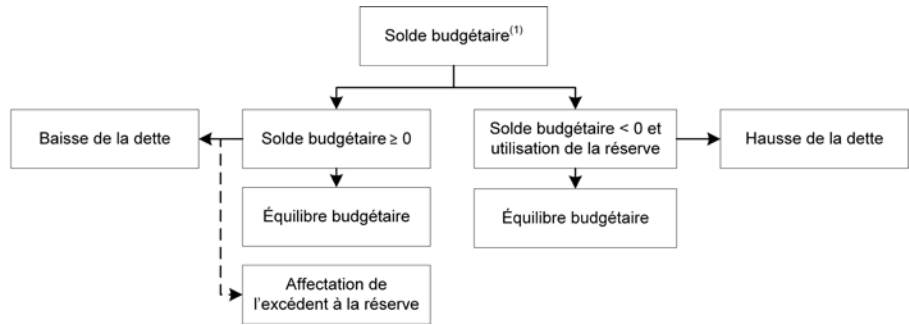 Solde budgétaire(1)
Baisse de la dette
Solde budgétaire ≥ 0
Solde budgétaire < 0 et
utilisation de la réserve
Hausse de la dette
Équilibre budgétaire
Équilibre budgétaire
Affectation de
l'excédent à la réserve